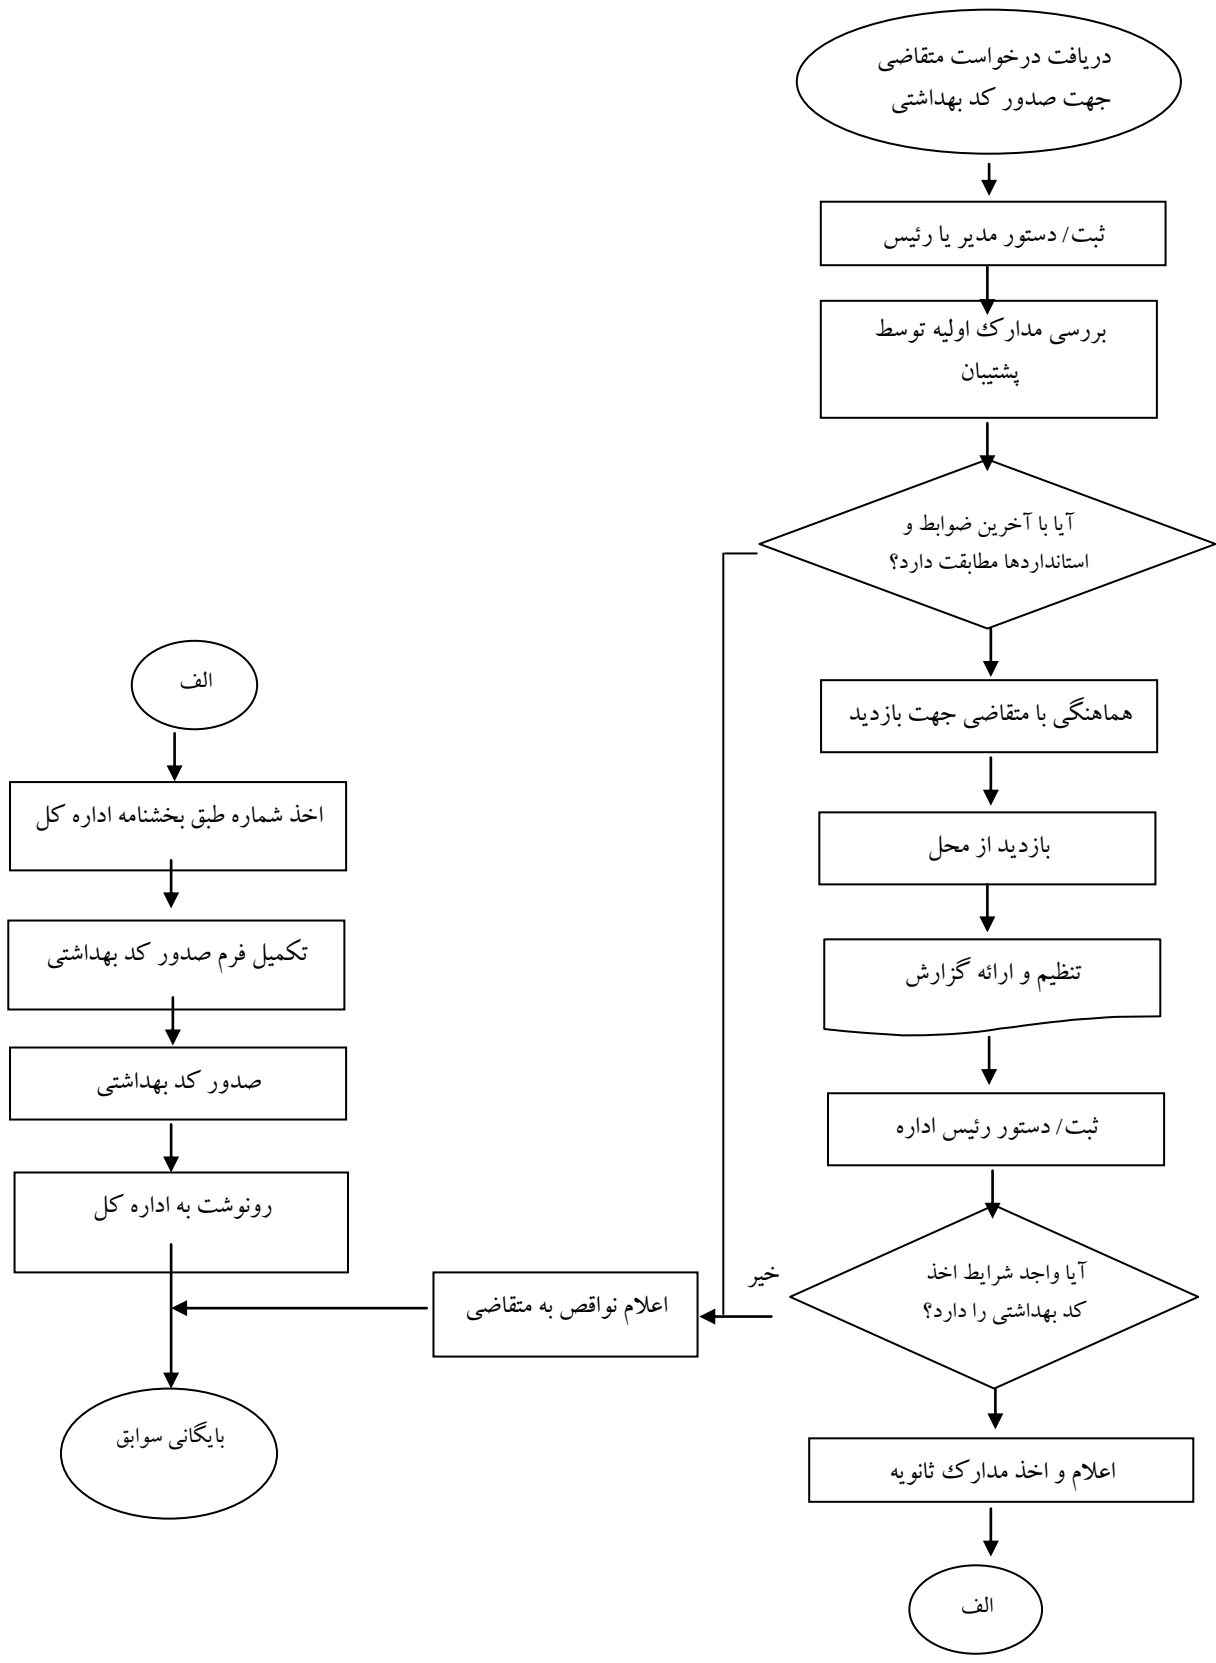 دریافت درخواست متقاضی
جهت صدور کد بهداشتی
ثبت/ دستور مدیر یا رئیس
بررسی مدارک اولیه توسط
پشتیبان
آیا با آخرین ضوابط و
استانداردها مطابقت دارد؟
هماهنگی با متقاضی جهت بازدید
بازدید از محل
تنظیم و ارائه گزارش
ثبت/ دستور رئیس اداره
آیا واجد شرایط اخذ
کد بهداشتی را دارد؟
خیر
اعلام نواقص به متقاضی
اعلام و اخذ مدارک ثانویه
الف
الف
اخذ شماره طبق بخشنامه اداره کل
تکمیل فرم صدور کد بهداشتی
صدور کد بهداشتی
رونوشت به اداره کل
بایگانی سوابق